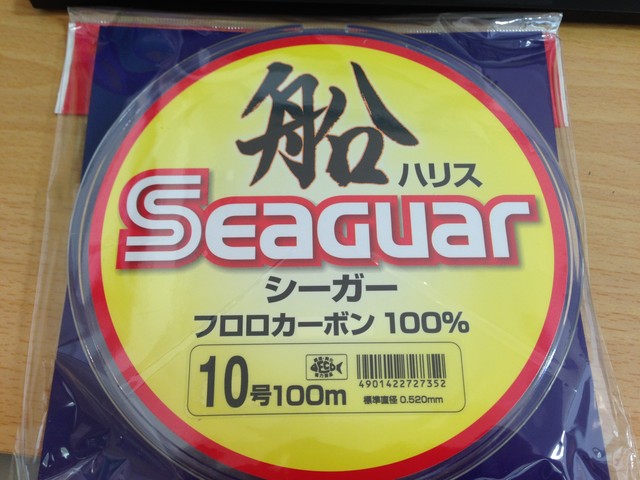 船
ハリス
Seaguar
シーガー
フロロカーボン 100%
10号100m
4901422727352
標準直径 0.520mm